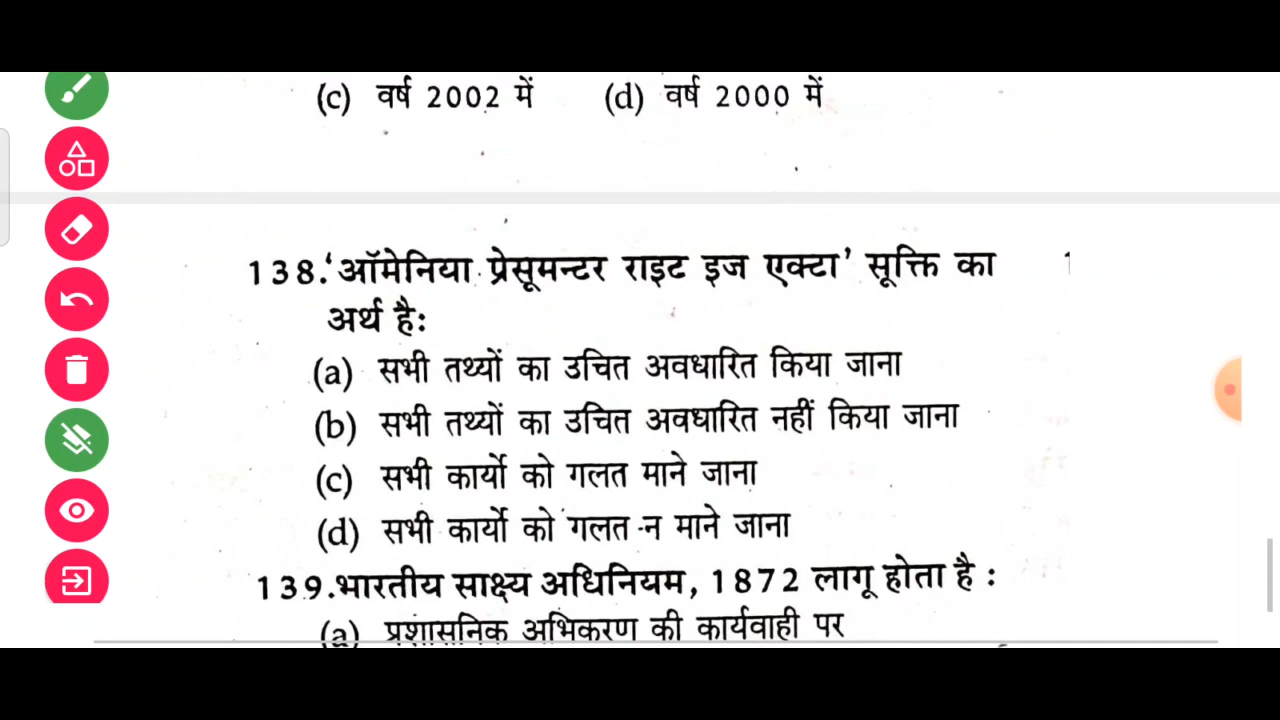 (c) वर्ष 2002 में (d) वर्ष 2000 में
138.‘ऑमेनिया प्रेसूमन्टर राइट इज एक्टा’ सूक्ति का
अर्थ है:
(a) सभी तथ्यों का उचित अवधारित किया जाना
(b) सभी तथ्यों का उचित अवधारित नहीं किया जाना
(c) सभी कार्यो को गलत माने जाना
(d) सभी कार्यो को गलत न माने जाना
139.भारतीय साक्ष्य अधिनियम, 1872 लागू होता है :
(a) प्रशासनिक अभिकरण की कार्यवाही पर